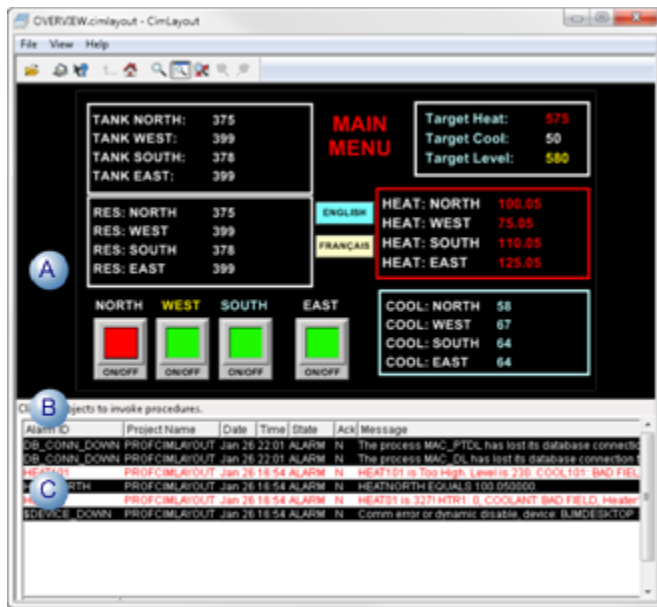 OVERVIEW.cimlayout - CimLayout
File View Help
TANK NORTH: 375
TANK WEST: 399
TANK SOUTH: 378
TANK EAST: 399
MAIN MENU
Target Heat: 575
Target Cool: 50
Target Level: 580
RES: NORTH 375
RES: WEST 399
RES: SOUTH 378
RES: EAST 399
ENGLISH
FRANÇAIS
HEAT: NORTH 100.05
HEAT: WEST 75.05
HEAT: SOUTH 110.05
HEAT: EAST 125.05
A
NORTH WEST SOUTH EAST
ON/OFF ON/OFF ON/OFF ON/OFF
COOL: NORTH 58
COOL: WEST 67
COOL: SOUTH 64
COOL: EAST 64
B
to invoke procedures.
Alarm ID Project Name Date Time State Ack Message
DB_CONN_DOWN PROFCIMLAYOUT Jan 26 22:01 ALARM N The process MAC_PTDL has lost its database connectio
DB_CONN_DOWN PROFCIMLAYOUT Jan 26 22:01 ALARM N The process MAC_DL has lost its database connection t
HEAT101 PROFCIMLAYOUT Jan 26 16:54 ALARM N HEAT101 is Too High. Level is 230. COOL101: BAD FIEL
C
PROFCIMLAYOUT Jan 26 16:54 ALARM N HEATNORTH EQUALS 100.050000.
PROFCIMLAYOUT Jan 26 16:54 ALARM N HEAT01 is 327! HTR1: 0, COOLANT: BAD FIELD, Heater
$DEVICE_DOWN PROFCIMLAYOUT Jan 26 16:54 ALARM N Comm error or dynamic disable, device: BJMDESKTOP